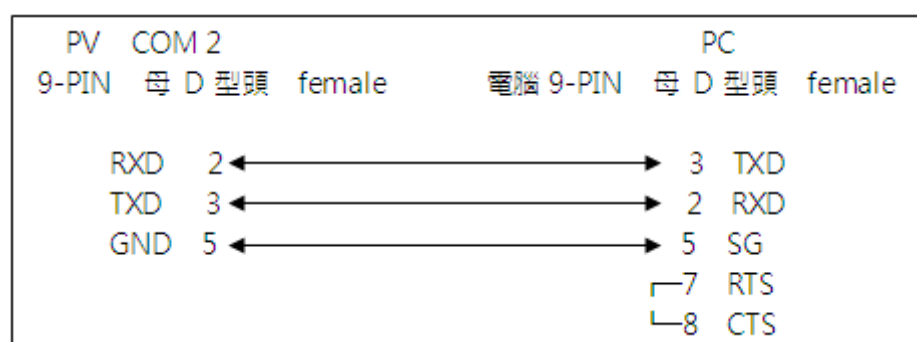 PV COM 2 PC
9-PIN 母 D 型頭 female 電腦 9-PIN 母 D 型頭 female
RXD 2 3 TXD
TXD 3 2 RXD
GND 5 5 SG
7 RTS
8 CTS